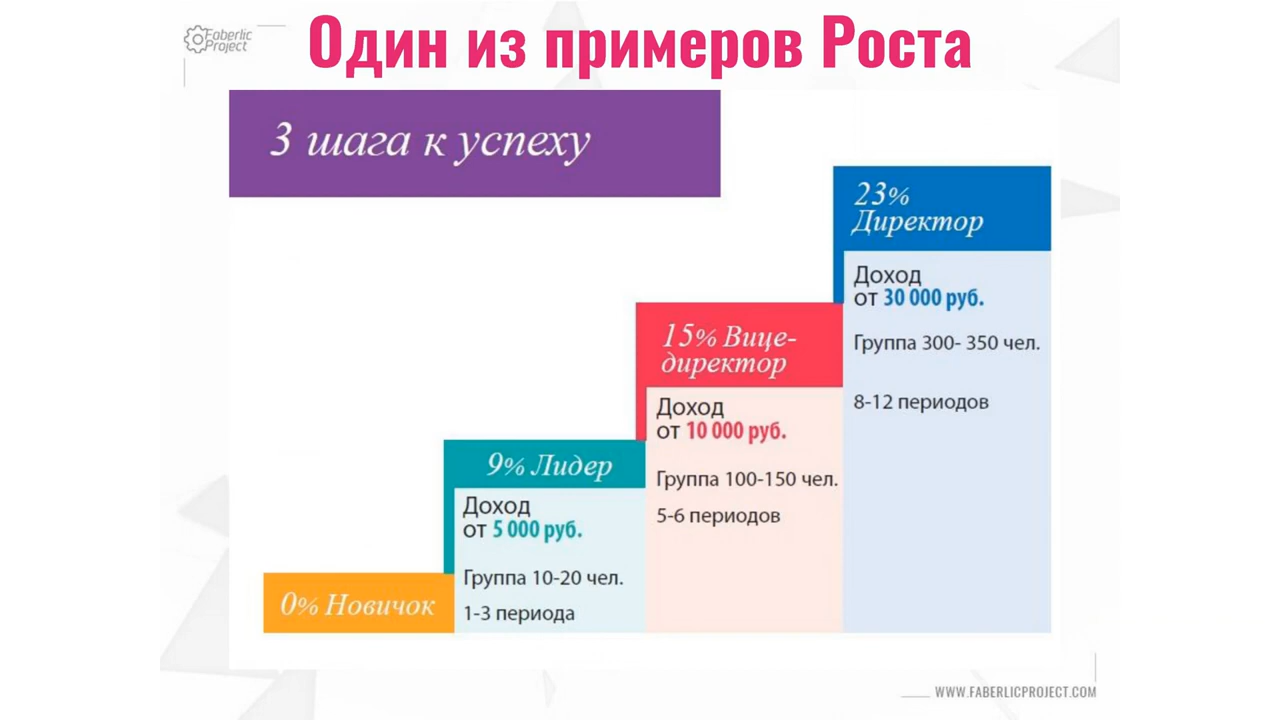 Faberlic
Project
Один из примеров Роста
3 шага к успеху
0% Новичок
9% Лидер
Доход
от 5 000 руб.
Группа 10-20 чел.
1-3 периода
15% Вице-
директор
Доход
от 10 000 руб.
Группа 100-150 чел.
5-6 периодов
23%
Директор
Доход
от 30 000 руб.
Группа 300- 350 чел.
8-12 периодов
WWW.FABERLICPROJECT.COM